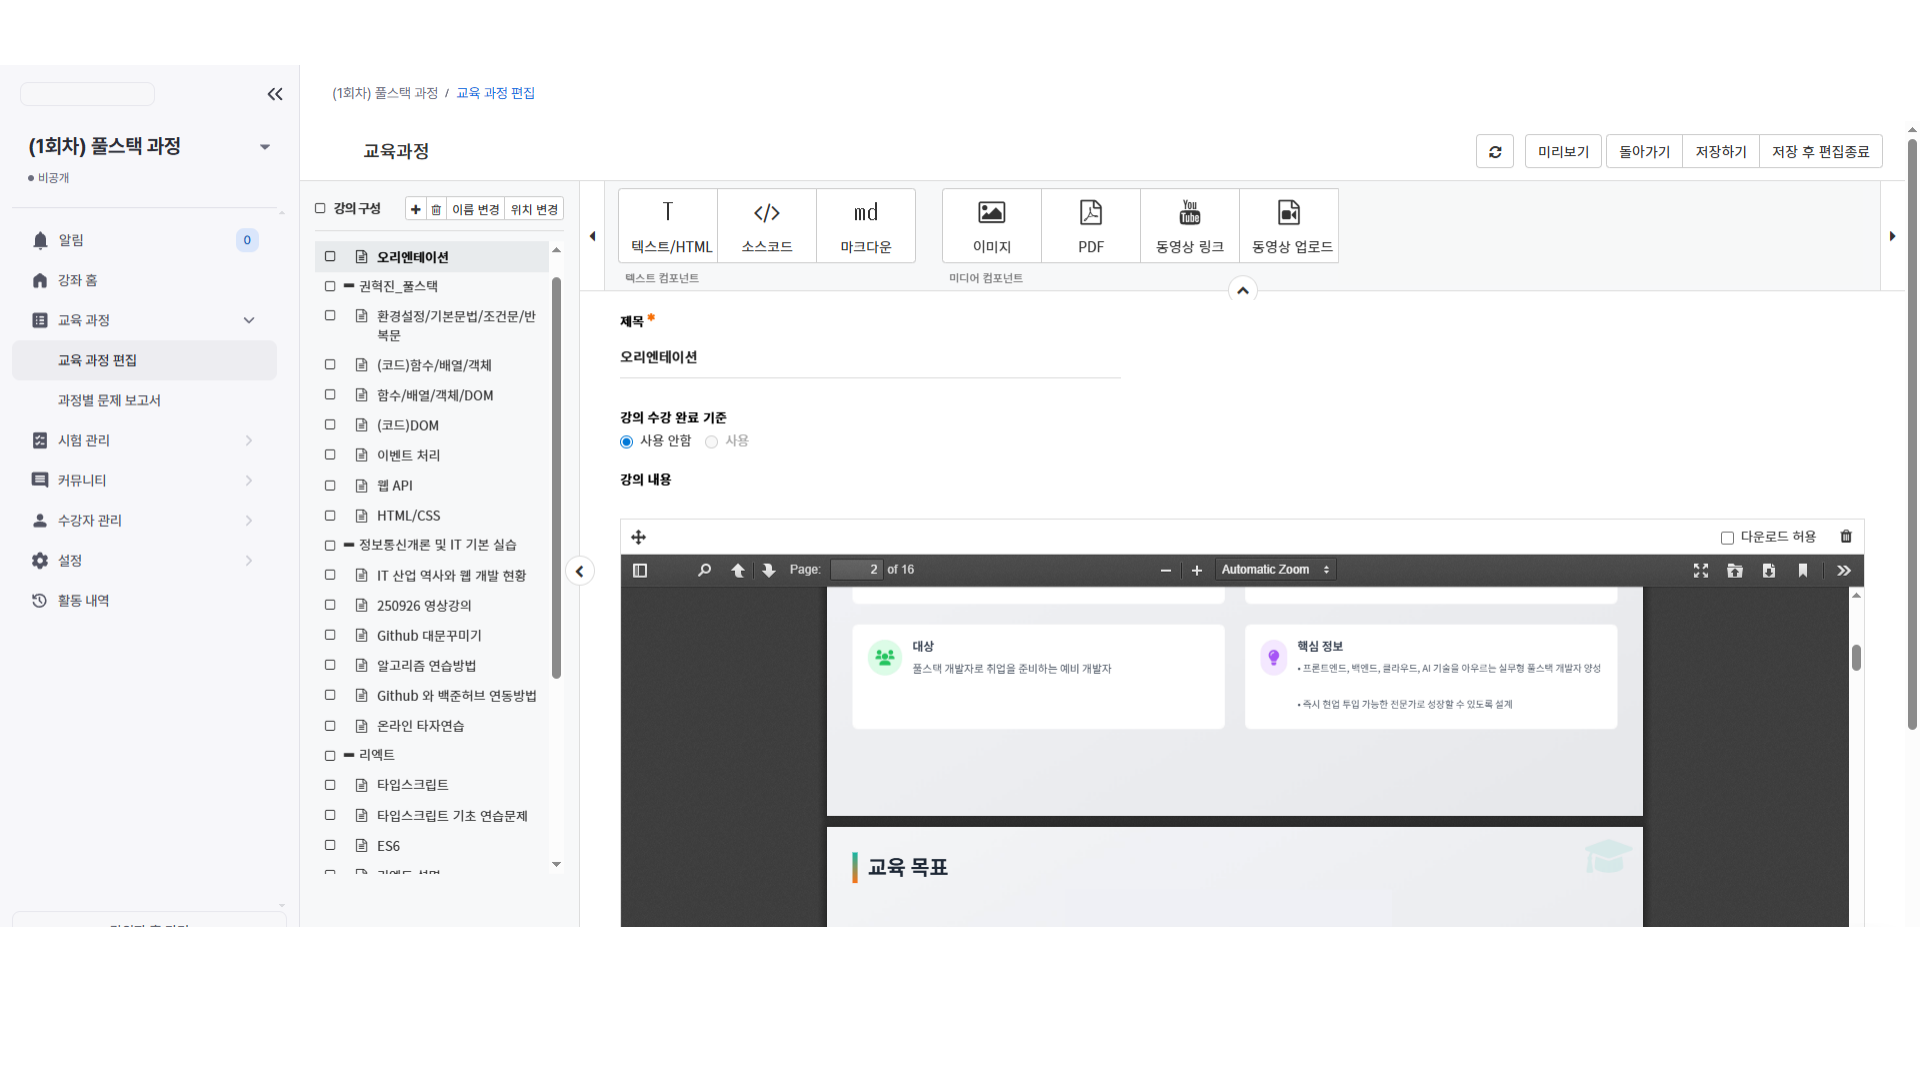 (1회차) 풀스택 과정
비공개
알림
0
강좌 홈
교육 과정
교육 과정 편집
과정별 문제 보고서
시험 관리
커뮤니티
수강자 관리
설정
활동 내역
(1회차) 풀스택 과정 / 교육 과정 편집
교육과정
미리보기
돌아가기
저장하기
저장 후 편집종료
강의 구성
이름 변경
위치 변경
오리엔테이션
권혁진_풀스택
환경설정/기본문법/조건문/반
복문
(코드)함수/배열/객체
함수/배열/객체/DOM
(코드)DOM
이벤트 처리
웹 API
HTML/CSS
정보통신개론 및 IT 기본 실습
IT 산업 역사와 웹 개발 현황
250926 영상강의
Github 대문꾸미기
알고리즘 연습방법
Github 와 백준허브 연동방법
온라인 타자연습
리엑트
타입스크립트
타입스크립트 기초 연습문제
ES6
T
텍스트/HTML
</>
소스코드
md
마크다운
이미지
PDF
You
Tube
동영상 링크
동영상 업로드
텍스트 컴포넌트
미디어 컴포넌트
제목 *
오리엔테이션
강의 수강 완료 기준
사용 안함
사용
강의 내용
다운로드 허용
Page: 2 of 16
Automatic Zoom
대상
풀스택 개발자로 취업을 준비하는 예비 개발자
핵심 정보
• 프론트엔드, 백엔드, 클라우드, AI 기술을 아우르는 실무형 풀스택 개발자 양성
• 즉시 현업 투입 가능한 전문가로 성장할 수 있도록 설계
교육 목표